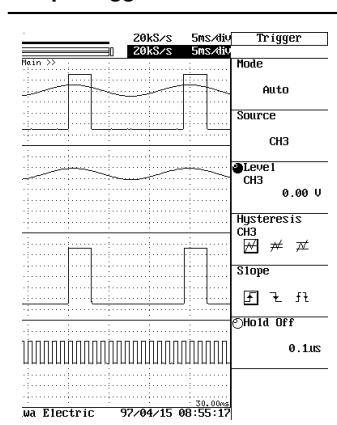 20kS/s 5ms/div Trigger
20kS/s 5ms/div
Main >>
Mode
Auto
Source
CH3
Level
CH3
0.00 V
Hysteresis
CH3
Slope
Hold Off
0.1us
30.00ms
wa Electric 97/04/15 08:55:17